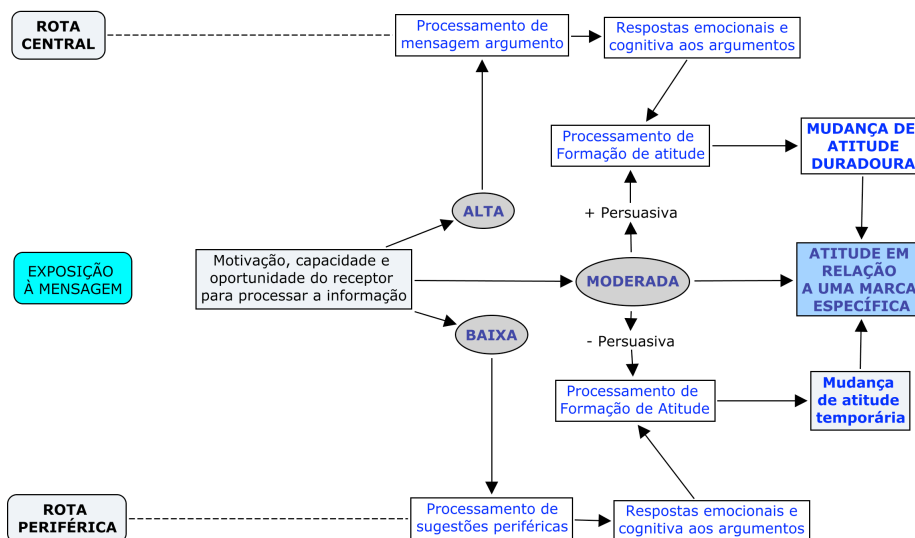 ROTA
CENTRAL
Processamento de
mensagem argumento
Respostas emocionais e
cognitiva aos argumentos
Processamento de
Formação de atitude
MUDANÇA DE
ATITUDE
DURADOURA
ALTA
+ Persuasiva
EXPOSIÇÃO
À MENSAGEM
Motivação, capacidade e
oportunidade do receptor
para processar a informação
MODERADA
ATITUDE EM
RELAÇÃO
A UMA MARCA
ESPECÍFICA
BAIXA
- Persuasiva
Processamento de
Formação de Atitude
Mudança
de atitude
temporária
ROTA
PERIFÉRICA
Processamento de
sugestões periféricas
Respostas emocionais e
cognitiva aos argumentos